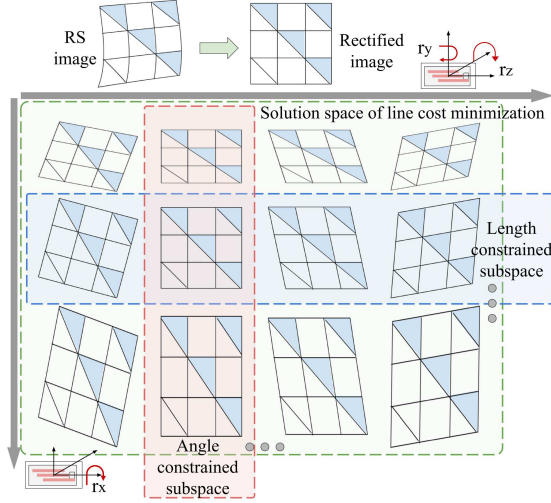 RS
image
Rectified
image
ry
rz
Solution space of line cost minimization
Length
constrained
subspace
Angle
constrained
subspace
rx